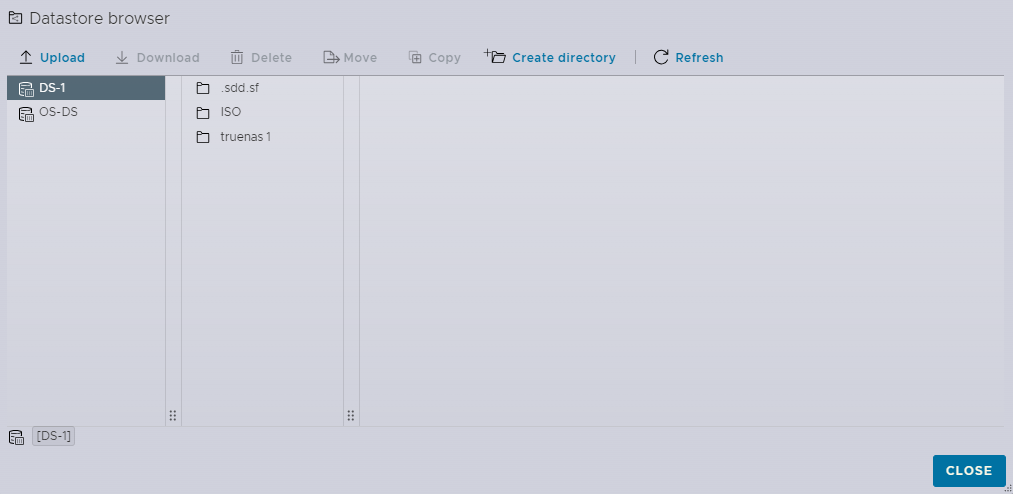 Datastore browser
Upload Download Delete Move Copy Create directory Refresh
DS-1 .sdd.sf
OS-DS ISO
truenas 1
[DS-1]
CLOSE